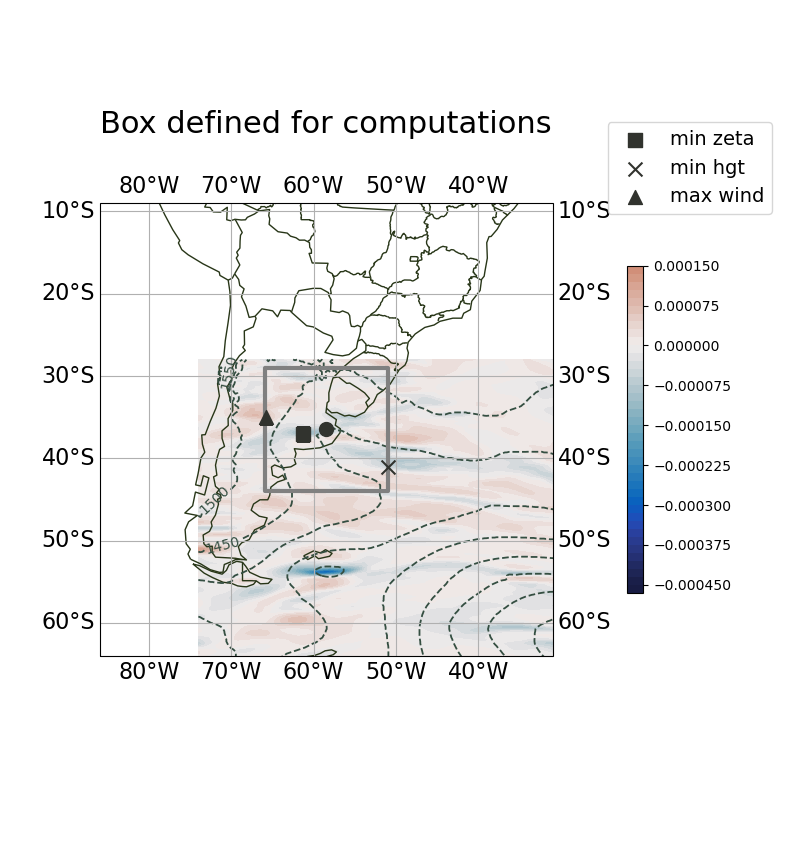 Box defined for computations
min zeta
min hgt
max wind
80°W 70°W 60°W 50°W 40°W
10°S 10°S
20°S 20°S
30°S 30°S
40°S 40°S
50°S 50°S
60°S 60°S
80°W 70°W 60°W 50°W 40°W
1550
1500
1450
0.000150
0.000075
0.000000
−0.000075
−0.000150
−0.000225
−0.000300
−0.000375
−0.000450